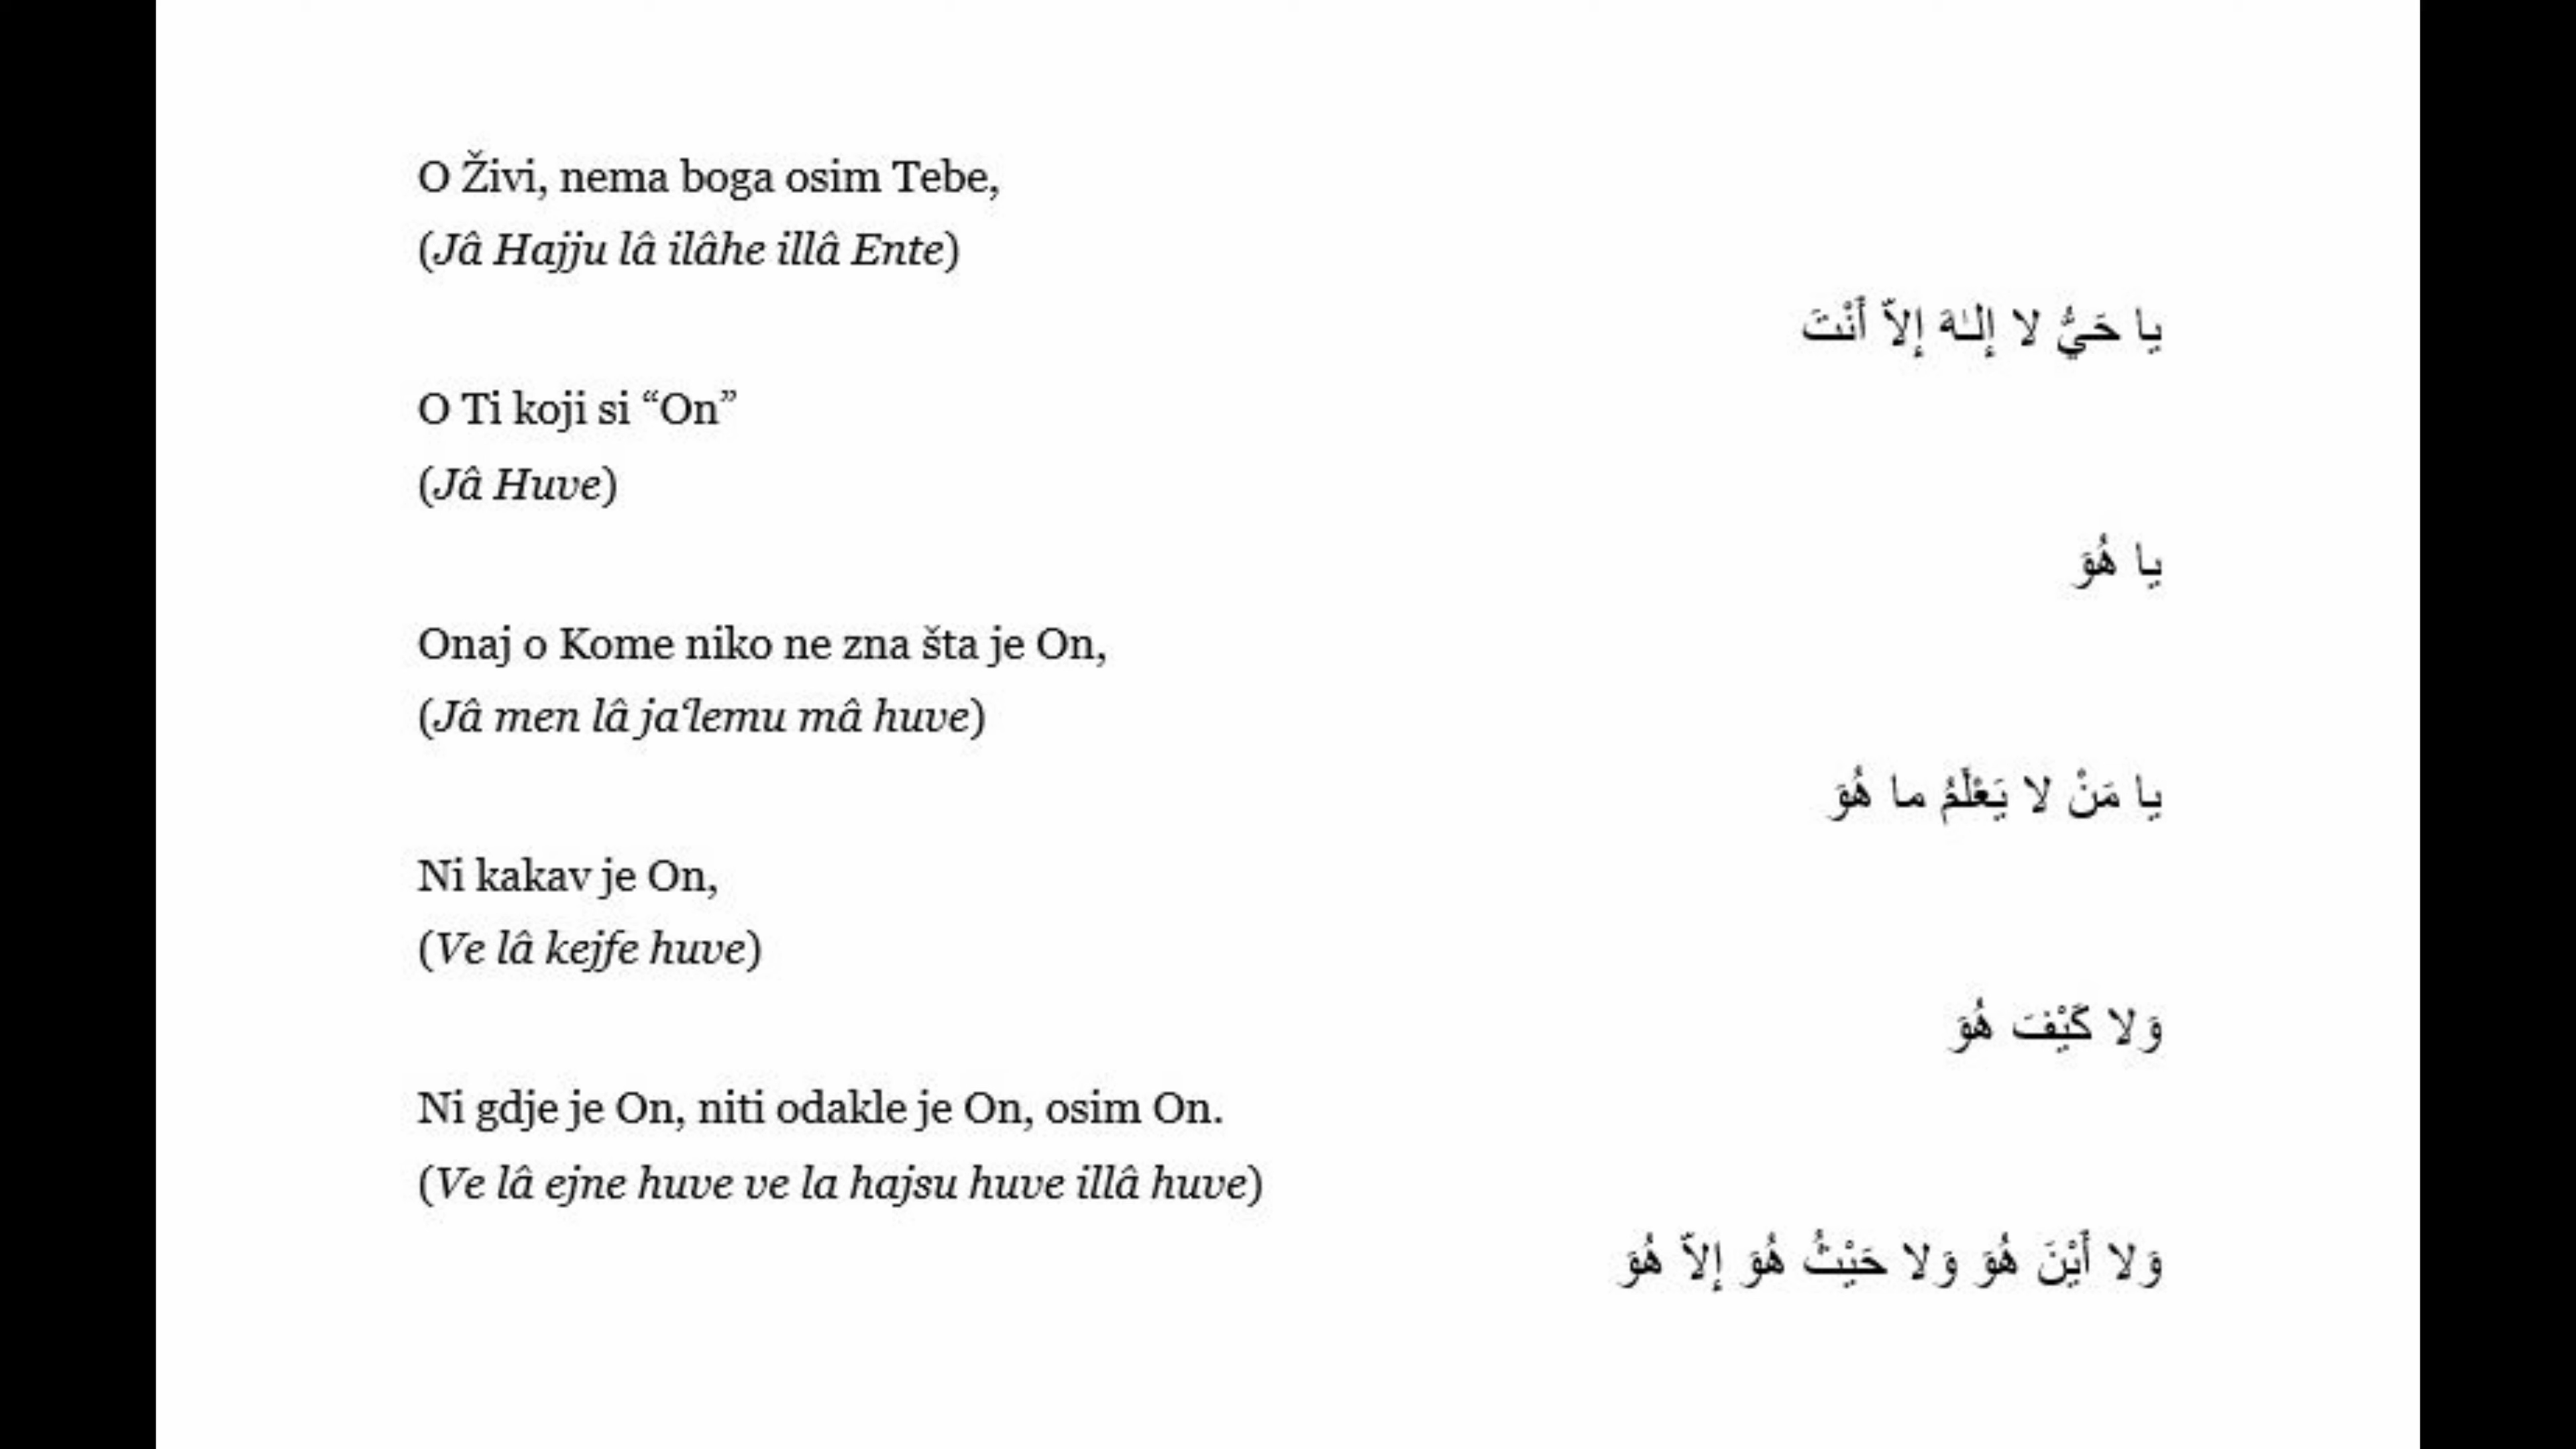 O Živi, nema boga osim Tebe,
(Jâ Hajju lâ ilâhe illâ Ente)
يا حَيُّ لا إِلـٰهَ إِلاّ أَنْتَ
O Ti koji si “On”
(Jâ Huve)
يا هُوَ
Onaj o Kome niko ne zna šta je On,
(Jâ men lâ ja‘lemu mâ huve)
يا مَنْ لا يَعْلَمُ ما هُوَ
Ni kakav je On,
(Ve lâ kejfe huve)
وَلا كَيْفَ هُوَ
Ni gdje je On, niti odakle je On, osim On.
(Ve lâ ejne huve ve la hajsu huve illâ huve)
وَلا أَيْنَ هُوَ وَلا حَيْثُ هُوَ إِلاّ هُوَ